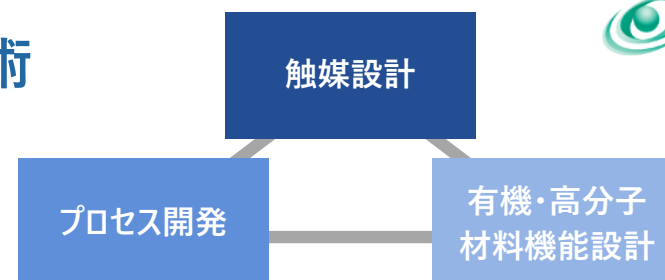 術
触媒設計
プロセス開発
有機・高分子
材料機能設計